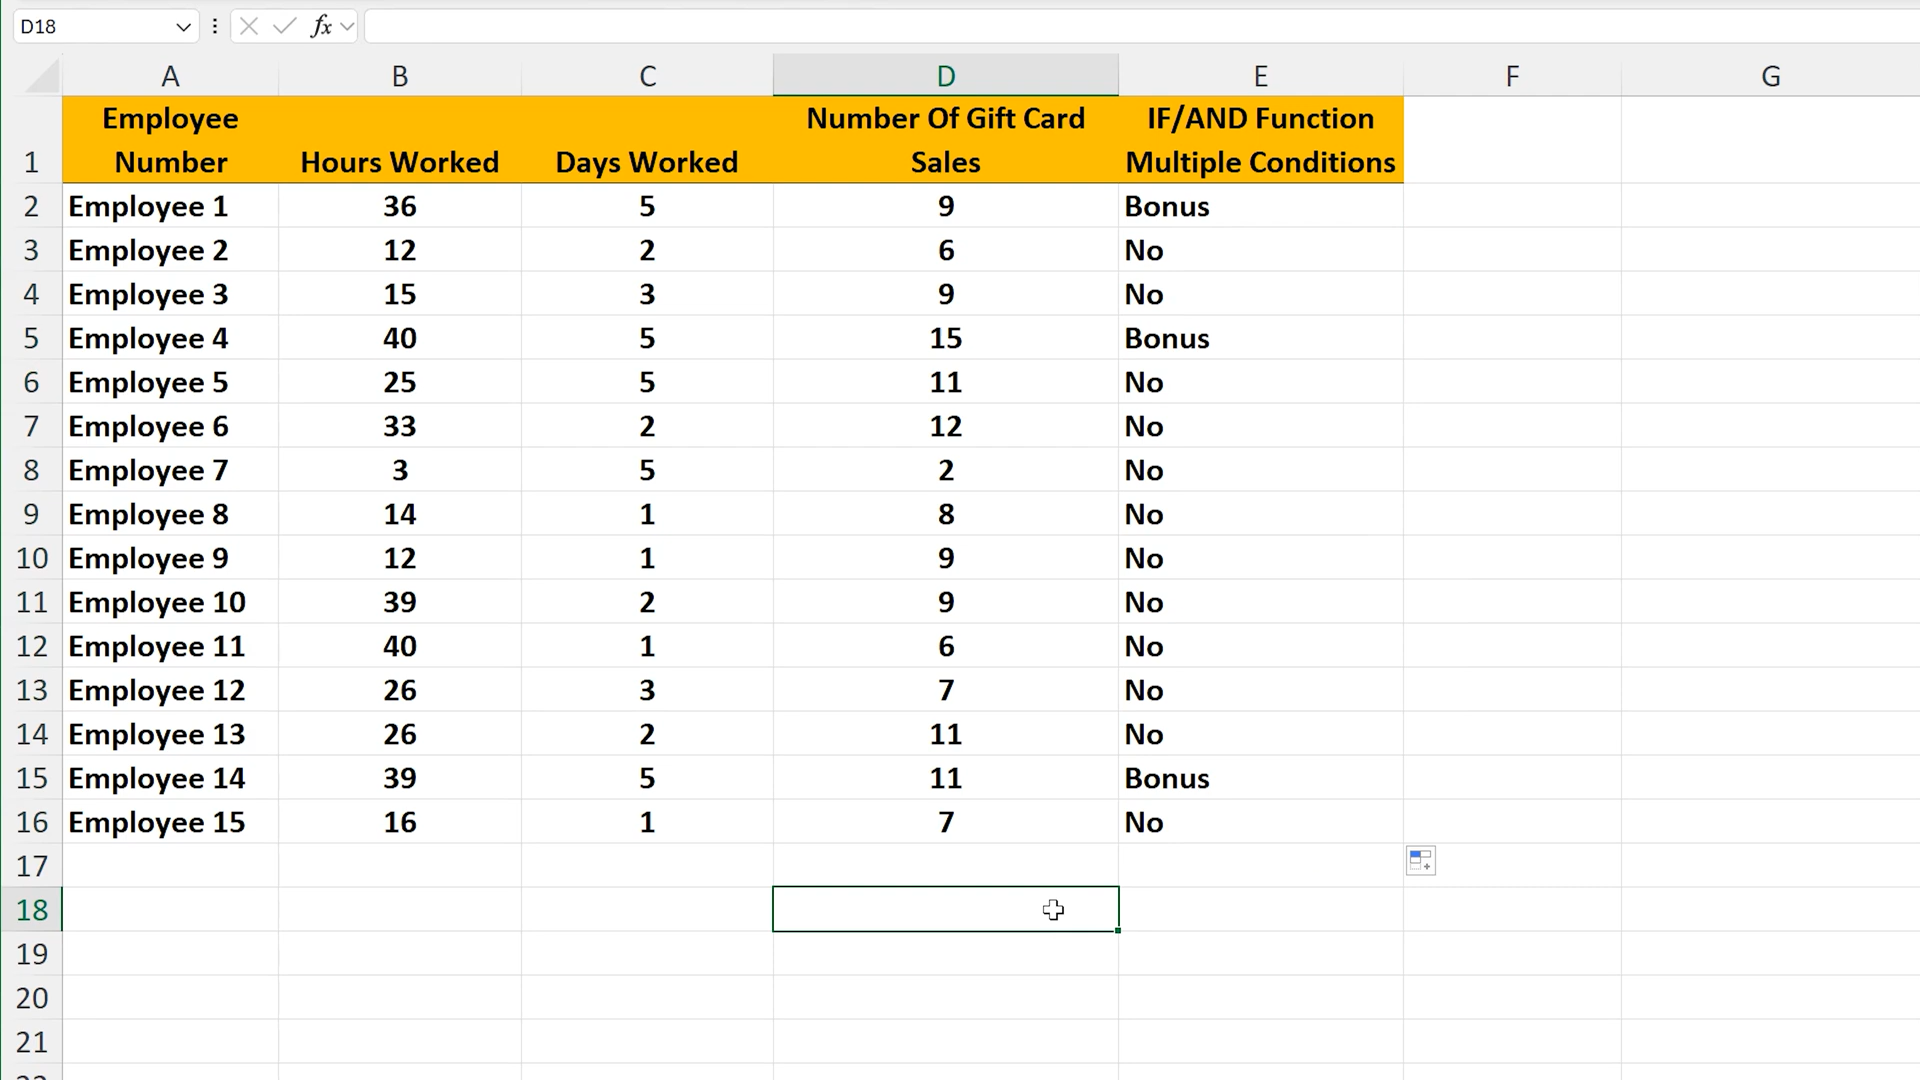 D18 fx
A B C D E F G
Employee Number Of Gift Card IF/AND Function
1 Number Hours Worked Days Worked Sales Multiple Conditions
2 Employee 1 36 5 9 Bonus
3 Employee 2 12 2 6 No
4 Employee 3 15 3 9 No
5 Employee 4 40 5 15 Bonus
6 Employee 5 25 5 11 No
7 Employee 6 33 2 12 No
8 Employee 7 3 5 2 No
9 Employee 8 14 1 8 No
10 Employee 9 12 1 9 No
11 Employee 10 39 2 9 No
12 Employee 11 40 1 6 No
13 Employee 12 26 3 7 No
14 Employee 13 26 2 11 No
15 Employee 14 39 5 11 Bonus
16 Employee 15 16 1 7 No
17
18
19
20
21